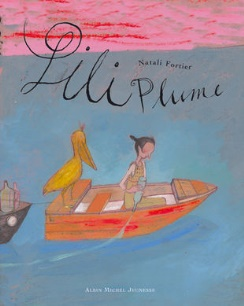 Natali Fortier
Lili
Plume
ALBIN MICHEL JEUNESSE